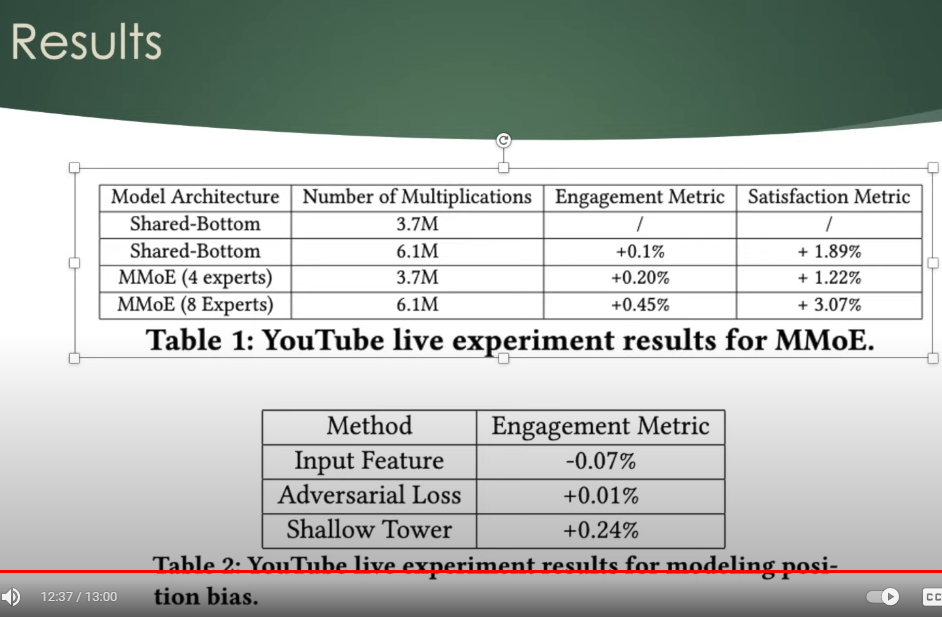 Results
Model Architecture Number of Multiplications Engagement Metric Satisfaction Metric
Shared-Bottom 3.7M / /
Shared-Bottom 6.1M +0.1% + 1.89%
MMoE (4 experts) 3.7M +0.20% + 1.22%
MMoE (8 Experts) 6.1M +0.45% + 3.07%
Table 1: YouTube live experiment results for MMoE.
Method Engagement Metric
Input Feature -0.07%
Adversarial Loss +0.01%
Shallow Tower +0.24%
Table 2: YouTube live experiment results for modeling posi-
tion bias.
12:37 / 13:00
CC